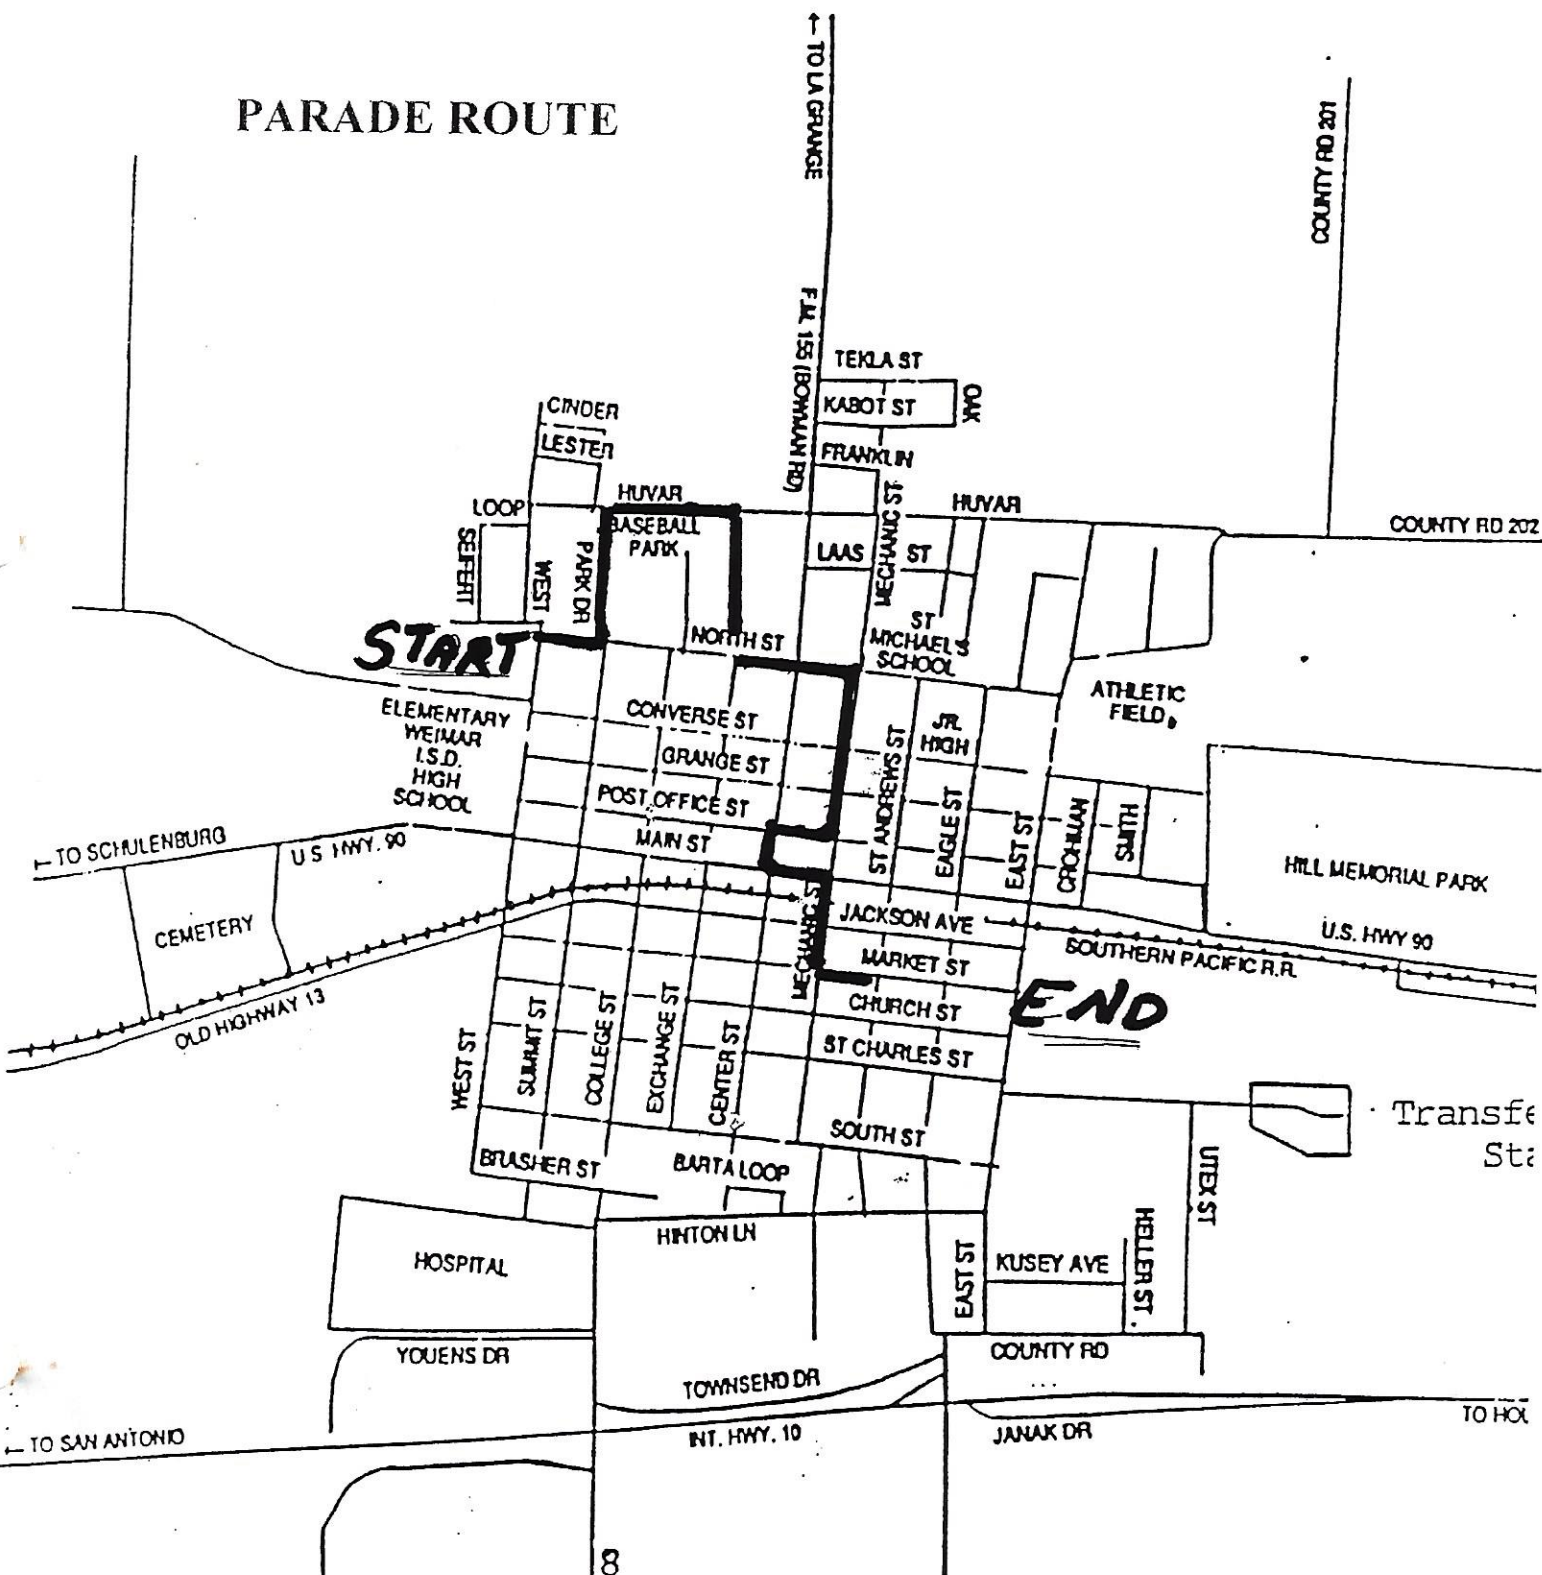 PARADE ROUTE
← TO LA GRANGE
COUNTY RD 201
F.M. 155 (BOWMAN RD)
TEKLA ST
OAK
KABOT ST
CINDER
LESTER
FRANKLIN
HUVAR
LOOP
MECHANIC ST
HUVAR
COUNTY RD 202
BASEBALL
PARK
SEIFERT
WEST
PARK DR
LAAS ST
START
NORTH ST
ST
MICHAEL'S
SCHOOL
ATHLETIC
FIELD
ELEMENTARY
WEIMAR
I.S.D.
HIGH
SCHOOL
CONVERSE ST
JR.
HIGH
GRANGE ST
ST ANDREWS ST
POST OFFICE ST
EAGLE ST
EAST ST
CROHMAN
SMITH
MAIN ST
← TO SCHULENBURG
U.S HWY. 90
HILL MEMORIAL PARK
CEMETERY
MECHANIC ST
JACKSON AVE
U.S. HWY 90
MARKET ST
SOUTHERN PACIFIC R.R.
OLD HIGHWAY 13
CHURCH ST
END
WEST ST
SUMMIT ST
COLLEGE ST
EXCHANGE ST
CENTER ST
ST CHARLES ST
Transfe
Sta
SOUTH ST
BRASHER ST
BARTA LOOP
UTEX ST
HINTON LN
HOSPITAL
EAST ST
KUSEY AVE
HELLER ST.
YOUENS DR
COUNTY RD
TOWNSEND DR
← TO SAN ANTONIO
INT. HWY. 10
JANAK DR
TO HOU
8